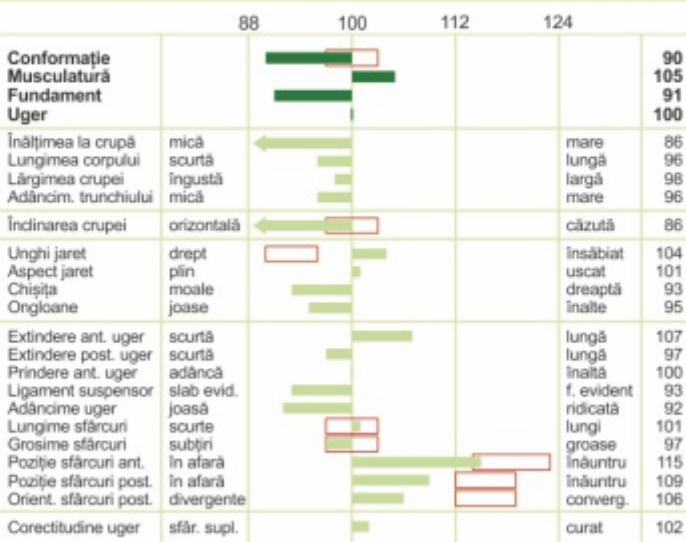 88 100 112 124
Conformație 90
Musculatură 105
Fundament 91
Uger 100
Înălțimea la crupă mică mare 86
Lungimea corpului scurtă lungă 96
Lărgimea crupei îngustă largă 98
Adâncim. trunchiului mică mare 96
Înclinarea crupei orizontală căzută 86
Unghi jaret drept însăbiat 104
Aspect jaret plin uscat 101
Chișița moale dreaptă 93
Ongloane joase înalte 95
Extindere ant. uger scurtă lungă 107
Extindere post. uger scurtă lungă 97
Prindere ant. uger adâncă înaltă 100
Ligament suspensor slab evid. f. evident 93
Adâncime uger joasă ridicată 92
Lungime sfârcuri scurte lungi 101
Grosime sfârcuri subțiri groase 97
Poziție sfârcuri ant. în afară înăuntru 115
Poziție sfârcuri post. în afară înăuntru 109
Orient. sfârcuri post. divergente converg. 106
Corectitudine uger sfâr. supl. curat 102